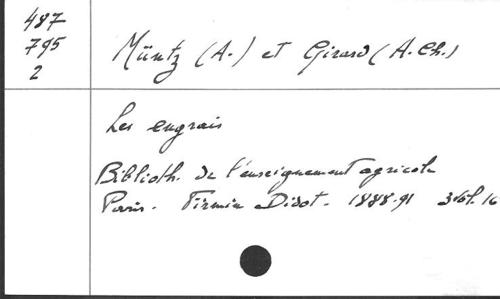 487
795
2
Müntz (A.) et Girard (A. Ch.)
Les engrais
Biblioth. de l'enseignement agricole
Paris. Firmin Didot. 1888-91 3 vol. 16